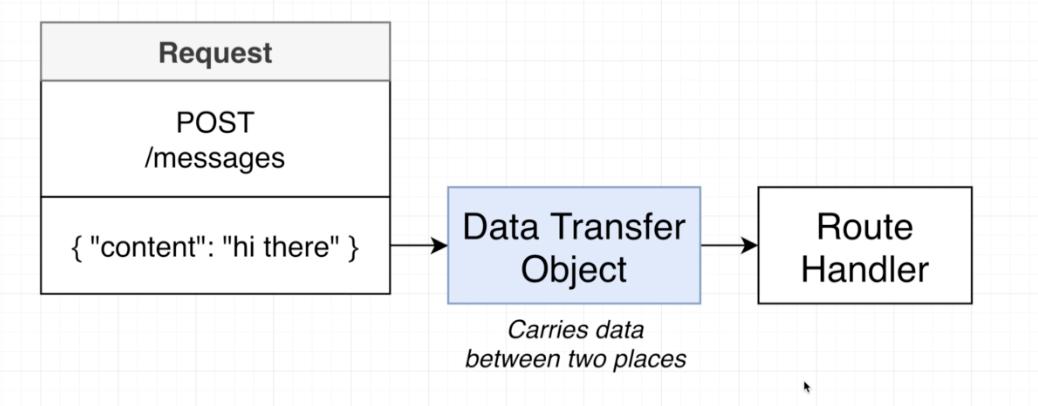 Request
POST
/messages
{ "content": "hi there" }
Data Transfer
Object
Route
Handler
Carries data
between two places